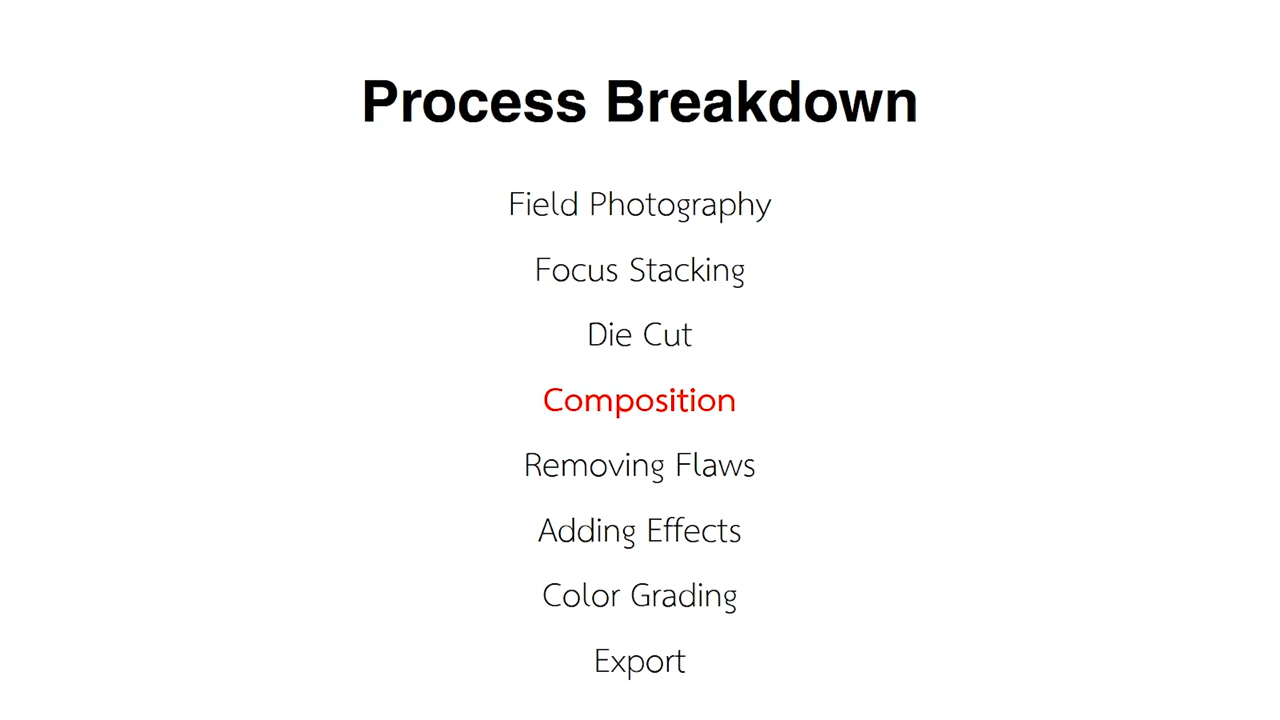 Process Breakdown
Field Photography
Focus Stacking
Die Cut
Composition
Removing Flaws
Adding Effects
Color Grading
Export